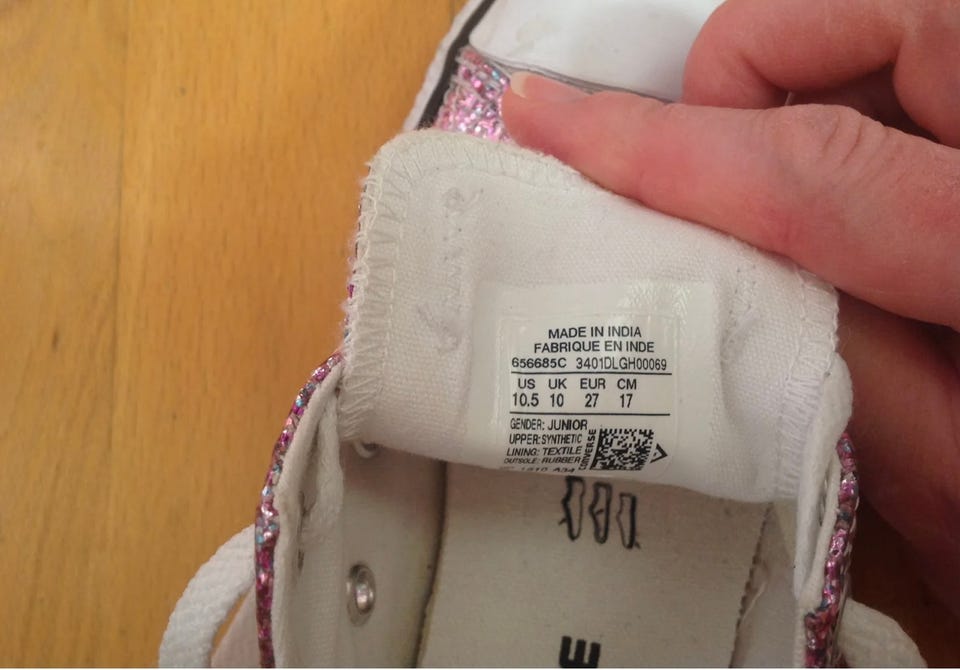 MADE IN INDIA
FABRIQUE EN INDE
656685C 3401DLGH00069
US UK EUR CM
10.5 10 27 17
GENDER: JUNIOR
UPPER: SYNTHETIC
LINING: TEXTILE
OUTSOLE: RUBBER
CONVERSE
E